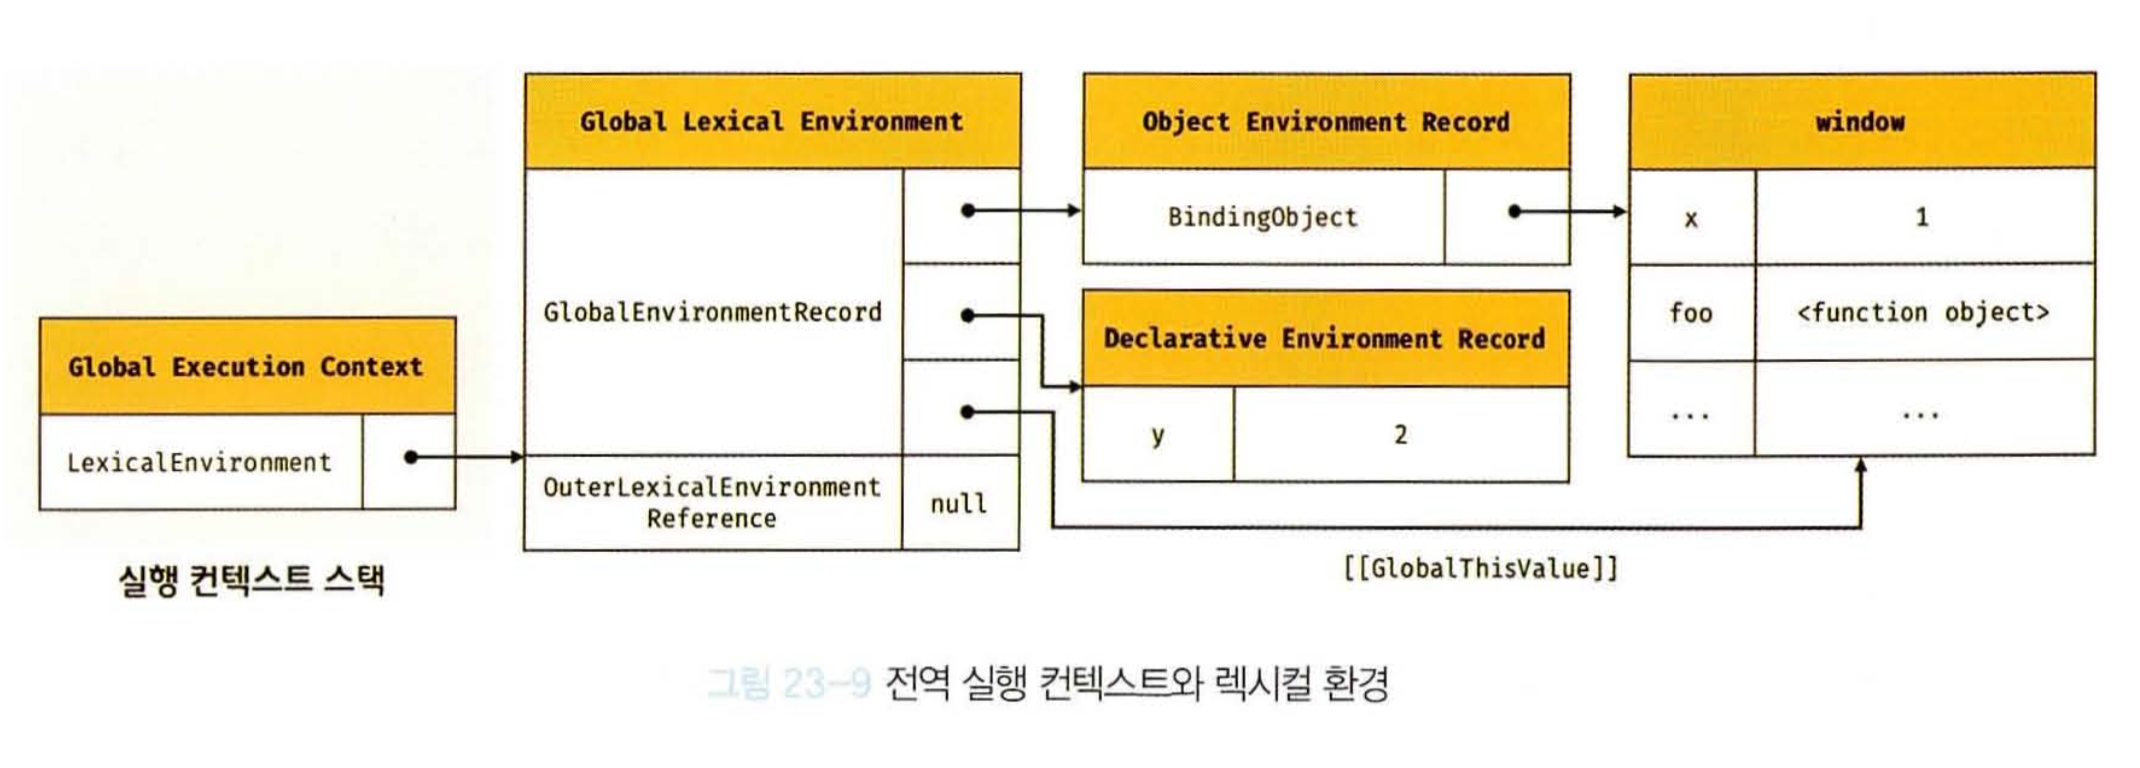 Global Execution Context
LexicalEnvironment
실행 컨텍스트 스택
Global Lexical Environment
GlobalEnvironmentRecord
OuterLexicalEnvironment
Reference
null
Object Environment Record
BindingObject
Declarative Environment Record
y 2
window
x 1
foo <function object>
... ...
[[GlobalThisValue]]
그림 23-9 전역 실행 컨텍스트와 렉시컬 환경